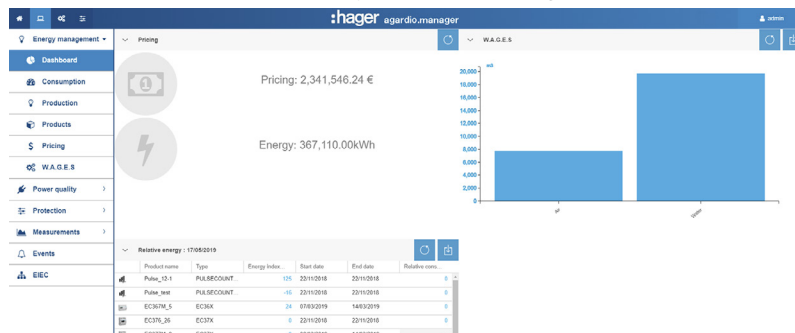 :hager agardio.manager
admin
Energy management
Dashboard
Consumption
Production
Products
Pricing
W.A.G.E.S
Power quality
Protection
Measurements
Events
EIEC
Pricing
Pricing: 2,341,546.24 €
Energy: 367,110.00kWh
W.A.G.E.S
ad
20,000
18,000
16,000
14,000
12,000
10,000
8,000
6,000
4,000
2,000
0
Air
Water
Relative energy : 17/05/2019
Product name Type Energy index... Start date End date Relative cons...
Pulse_12-1 PULSECOUNT... 125 22/11/2018 22/11/2018 0
Pulse_test PULSECOUNT... -16 22/11/2018 22/11/2018 0
EC367M_5 EC36X 24 07/03/2019 14/03/2019 0
EC376_26 EC37X 0 22/11/2018 22/11/2018 0